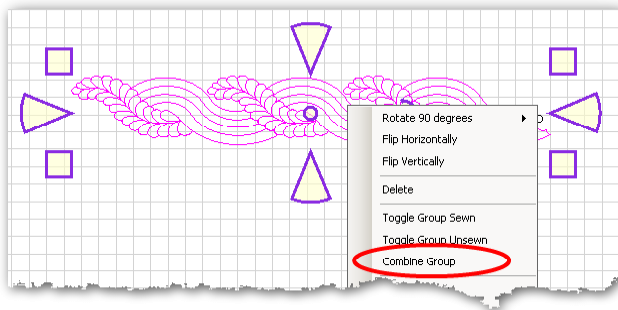 Rotate 90 degrees
Flip Horizontally
Flip Vertically
Delete
Toggle Group Sewn
Toggle Group Unsewn
Combine Group